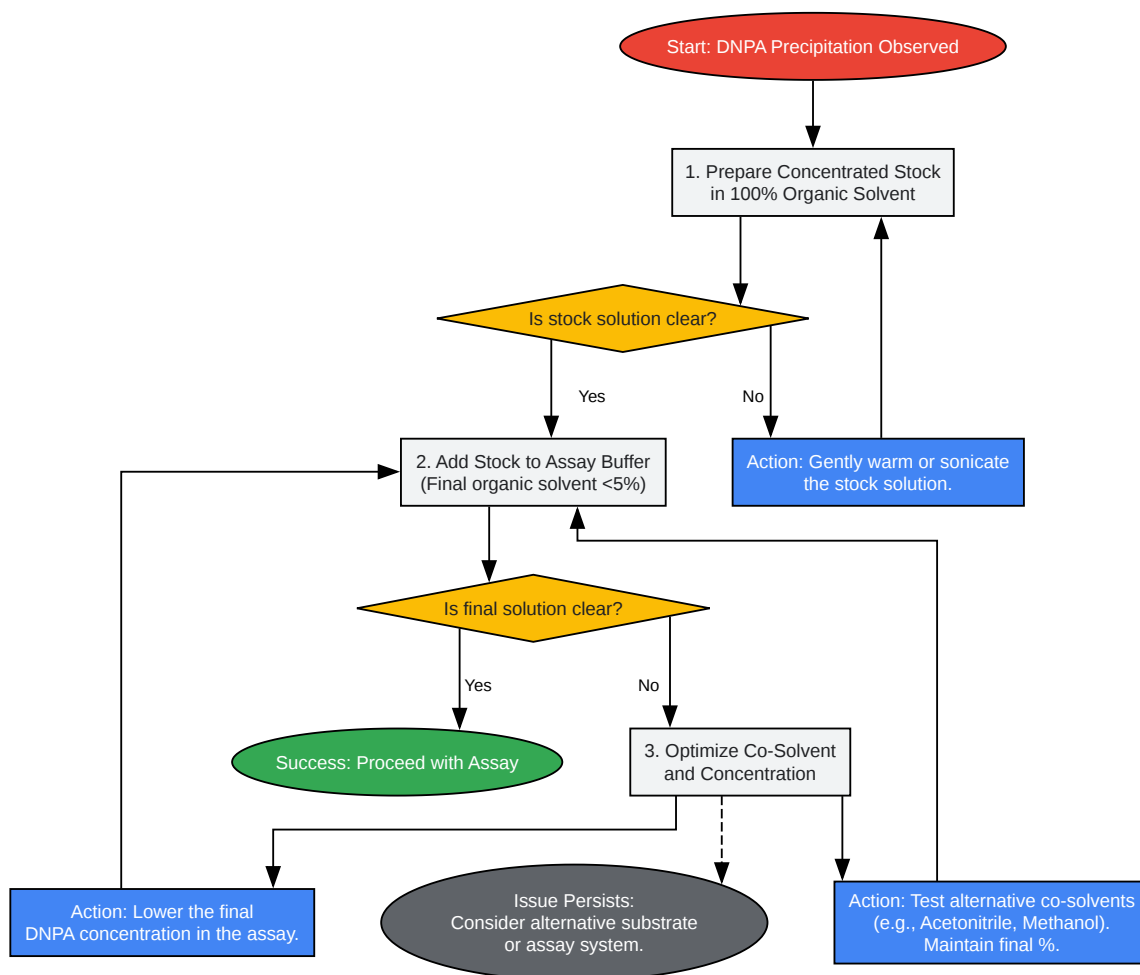 Start: DNPA Precipitation Observed
1. Prepare Concentrated Stock
in 100% Organic Solvent
Is stock solution clear?
Yes
No
2. Add Stock to Assay Buffer
(Final organic solvent <5%)
Action: Gently warm or sonicate
the stock solution.
Is final solution clear?
Yes
No
Success: Proceed with Assay
3. Optimize Co-Solvent
and Concentration
Action: Lower the final
DNPA concentration in the assay.
Issue Persists:
Consider alternative substrate
or assay system.
Action: Test alternative co-solvents
(e.g., Acetonitrile, Methanol).
Maintain final %.